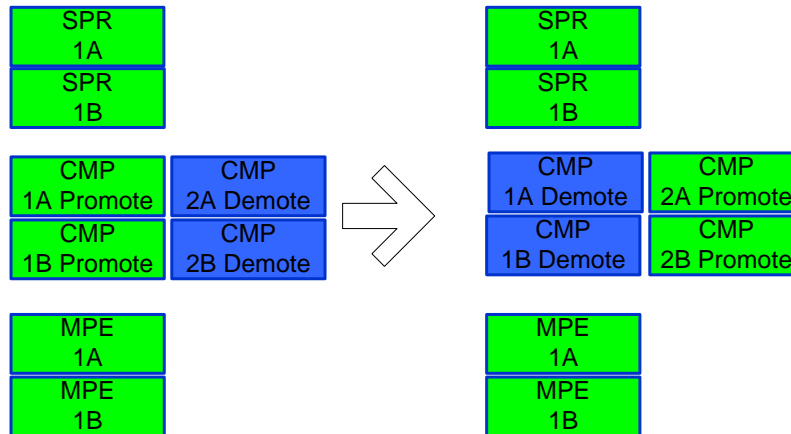 SPR
1A
SPR
1B
CMP
1A Promote
CMP
2A Demote
CMP
1B Promote
CMP
2B Demote
MPE
1A
MPE
1B
SPR
1A
SPR
1B
CMP
1A Demote
CMP
2A Promote
CMP
1B Demote
CMP
2B Promote
MPE
1A
MPE
1B